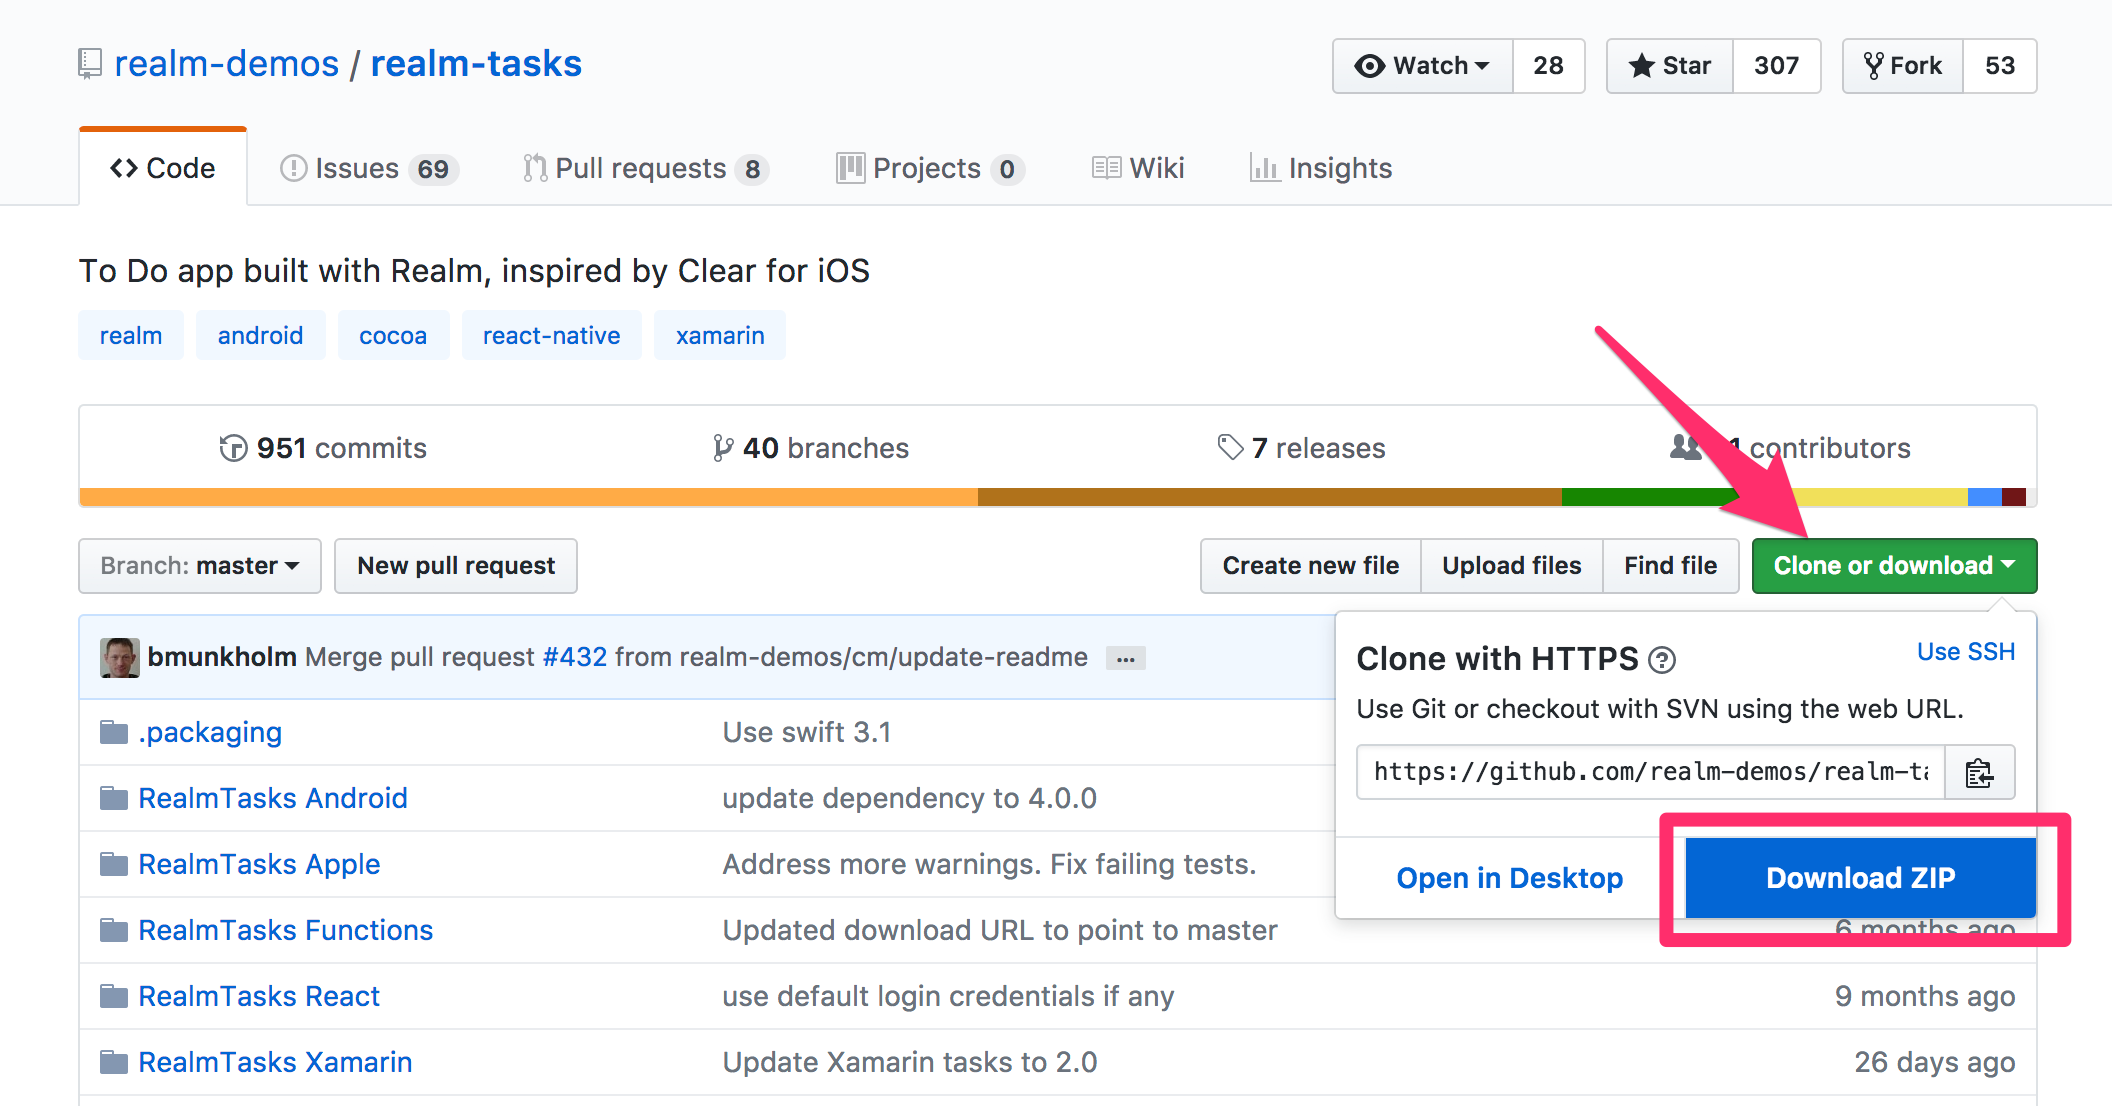 realm-demos / realm-tasks
Watch 28
Star 307
Fork 53
Code
Issues 69
Pull requests 8
Projects 0
Wiki
Insights
To Do app built with Realm, inspired by Clear for iOS
realm android cocoa react-native xamarin
951 commits
40 branches
7 releases
contributors
Branch: master
New pull request
Create new file
Upload files
Find file
Clone or download
bmunkholm Merge pull request #432 from realm-demos/cm/update-readme ...
Clone with HTTPS
Use SSH
Use Git or checkout with SVN using the web URL.
https://github.com/realm-demos/realm-ta
Open in Desktop
Download ZIP
.packaging Use swift 3.1
RealmTasks Android update dependency to 4.0.0
RealmTasks Apple Address more warnings. Fix failing tests.
RealmTasks Functions Updated download URL to point to master 6 months ago
RealmTasks React use default login credentials if any 9 months ago
RealmTasks Xamarin Update Xamarin tasks to 2.0 26 days ago